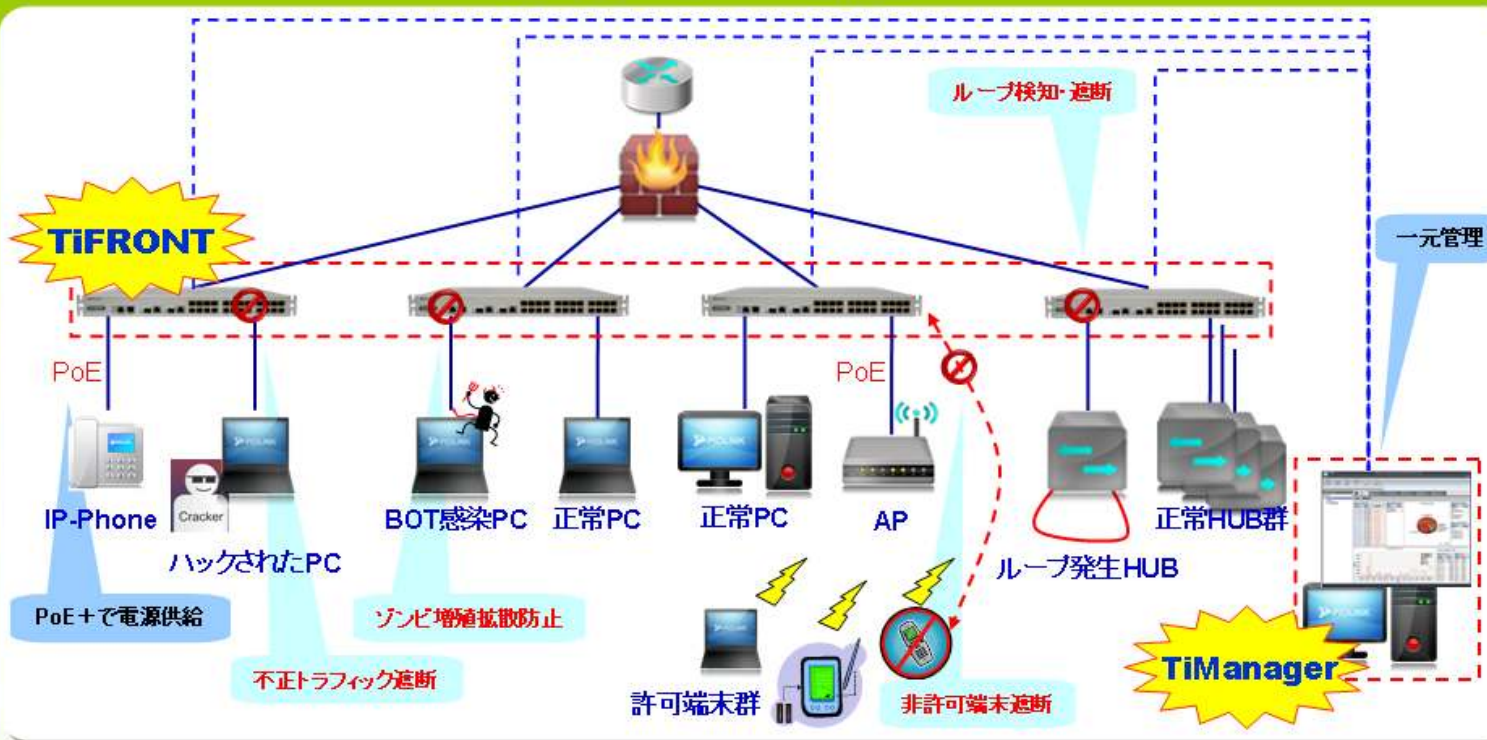 ループ検知・遮断
TiFRONT
一元管理
PoE
PoE
IP-Phone
Cracker
ハックされたPC
BOT感染PC
正常PC
正常PC
AP
ループ発生HUB
正常HUB群
PoE＋で電源供給
ゾンビ増殖拡散防止
不正トラフィック遮断
許可端末群
非許可端末遮断
TiManager